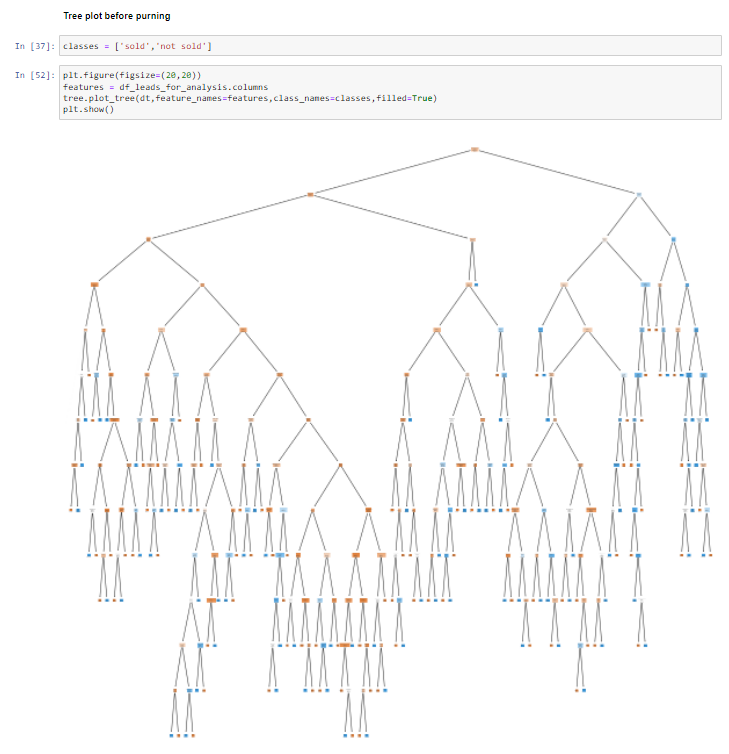 Tree plot before purning
In [37]: classes = ['sold','not sold']
In [52]: plt.figure(figsize=(20,20))
features = df_leads_for_analysis.columns
tree.plot_tree(dt,feature_names=features,class_names=classes,filled=True)
plt.show()